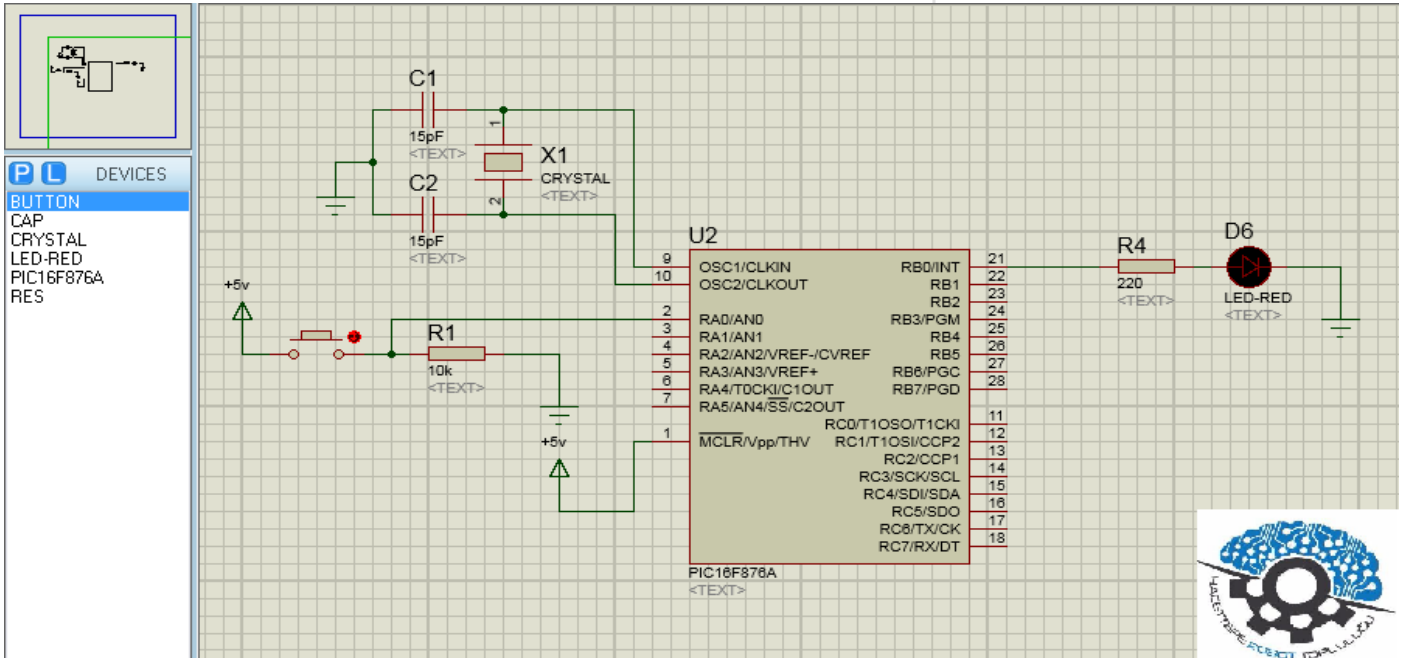 P L DEVICES
BUTTON
CAP
CRYSTAL
LED-RED
PIC16F876A
RES
C1
15pF
<TEXT>
1
X1
CRYSTAL
<TEXT>
2
C2
15pF
<TEXT>
+5v
R1
10k
<TEXT>
+5v
U2
9 OSC1/CLKIN
10 OSC2/CLKOUT
2 RA0/AN0
3 RA1/AN1
4 RA2/AN2/VREF-/CVREF
5 RA3/AN3/VREF+
6 RA4/T0CKI/C1OUT
7 RA5/AN4/SS/C2OUT
1 MCLR/Vpp/THV
RB0/INT 21
RB1 22
RB2 23
RB3/PGM 24
RB4 25
RB5 26
RB6/PGC 27
RB7/PGD 28
RC0/T1OSO/T1CKI 11
RC1/T1OSI/CCP2 12
RC2/CCP1 13
RC3/SCK/SCL 14
RC4/SDI/SDA 15
RC5/SDO 16
RC6/TX/CK 17
RC7/RX/DT 18
PIC16F876A
<TEXT>
R4
220
<TEXT>
D6
LED-RED
<TEXT>
HACETTEPE ROBOT TOPLULUĞU